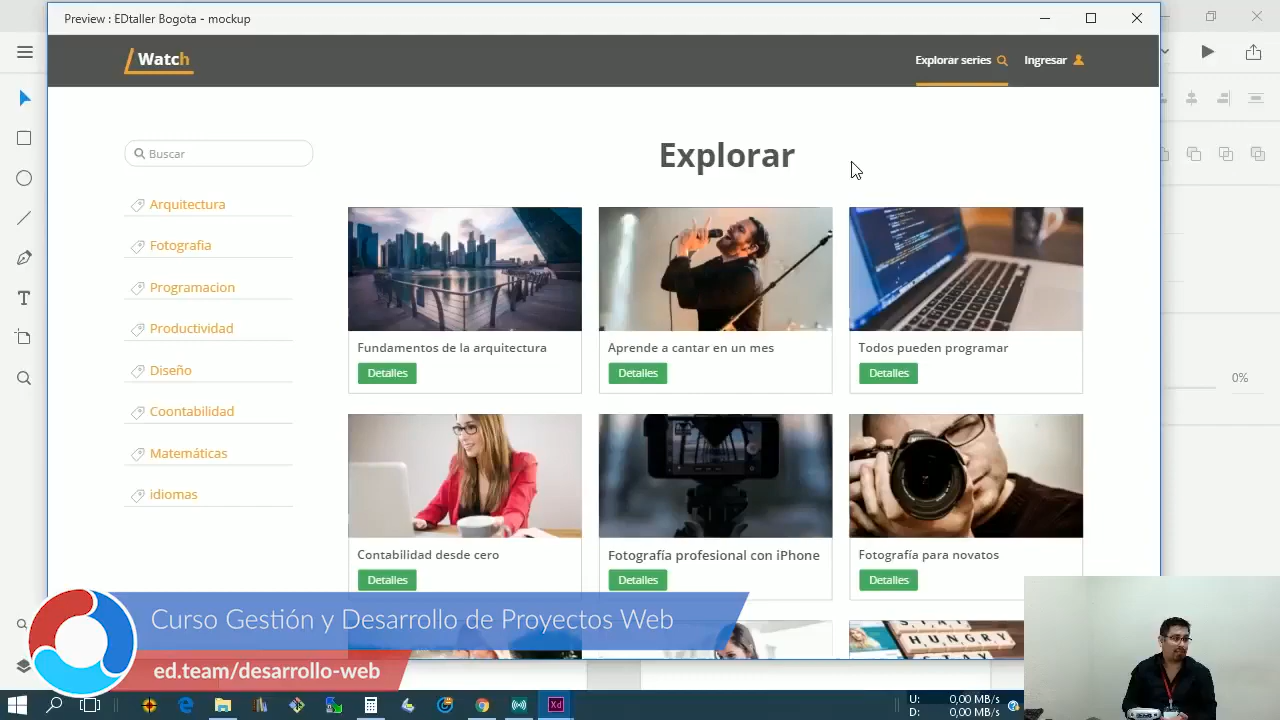 Preview : EDtaller Bogota - mockup
Watch
Explorar series
Ingresar
Buscar
Explorar
Arquitectura
Fotografia
Programacion
Productividad
Diseño
Coontabilidad
Matemáticas
idiomas
Fundamentos de la arquitectura
Detalles
Aprende a cantar en un mes
Detalles
Todos pueden programar
Detalles
Contabilidad desde cero
Detalles
Fotografía profesional con iPhone
Detalles
Fotografía para novatos
Detalles
HUNGRY
0%
Curso Gestión y Desarrollo de Proyectos Web
ed.team/desarrollo-web
Xd
U: 0,00 MB/s
D: 0,00 MB/s